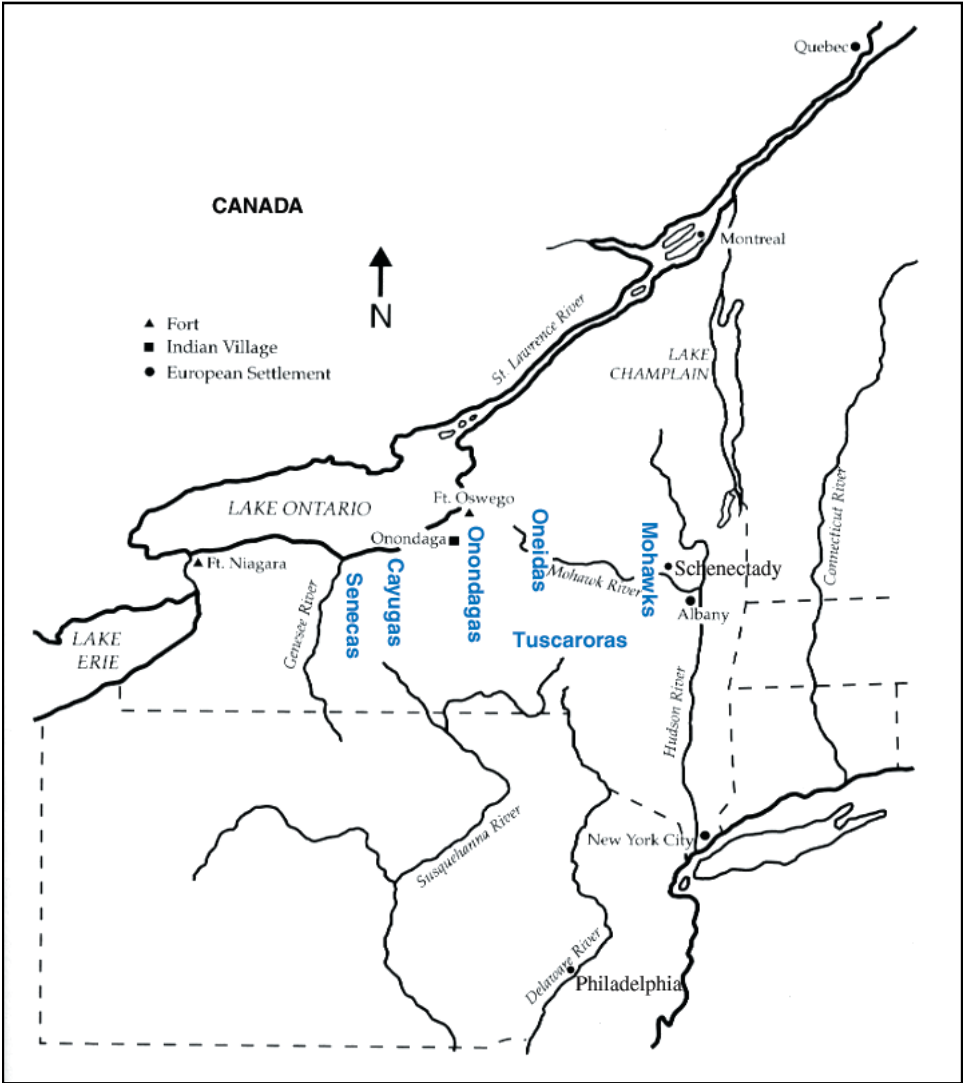 Quebec
CANADA
Montreal
N
Fort
Indian Village
European Settlement
St. Lawrence River
LAKE
CHAMPLAIN
Connecticut River
LAKE ONTARIO
Ft. Oswego
Onondaga
Ft. Niagara
Genesee River
Senecas
Cayugas
Onondagas
Oneidas
Mohawk River
Mohawks
Schenectady
Albany
Tuscaroras
LAKE
ERIE
Hudson River
New York City
Susquehanna River
Delaware River
Philadelphia